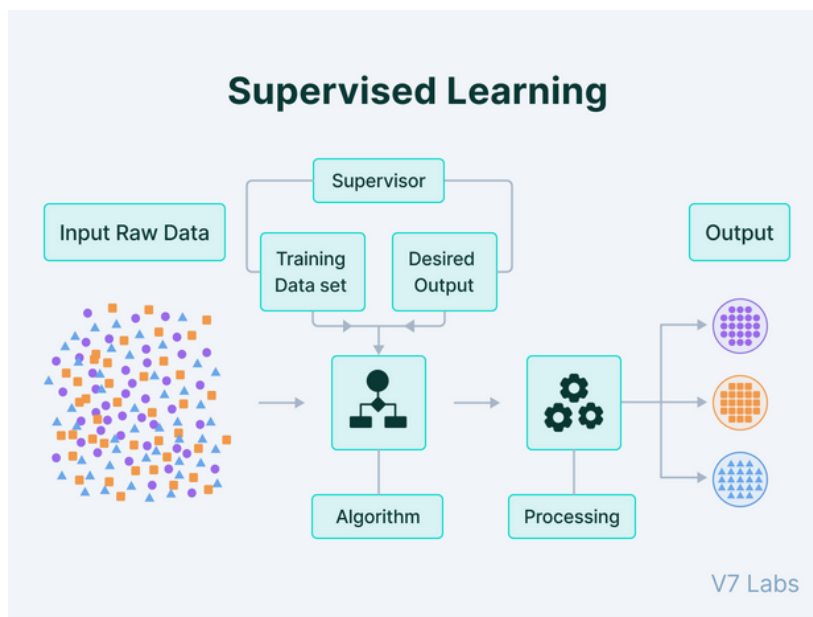 Supervised Learning
Supervisor
Input Raw Data
Training
Data set
Desired
Output
Output
Algorithm
Processing
V7 Labs